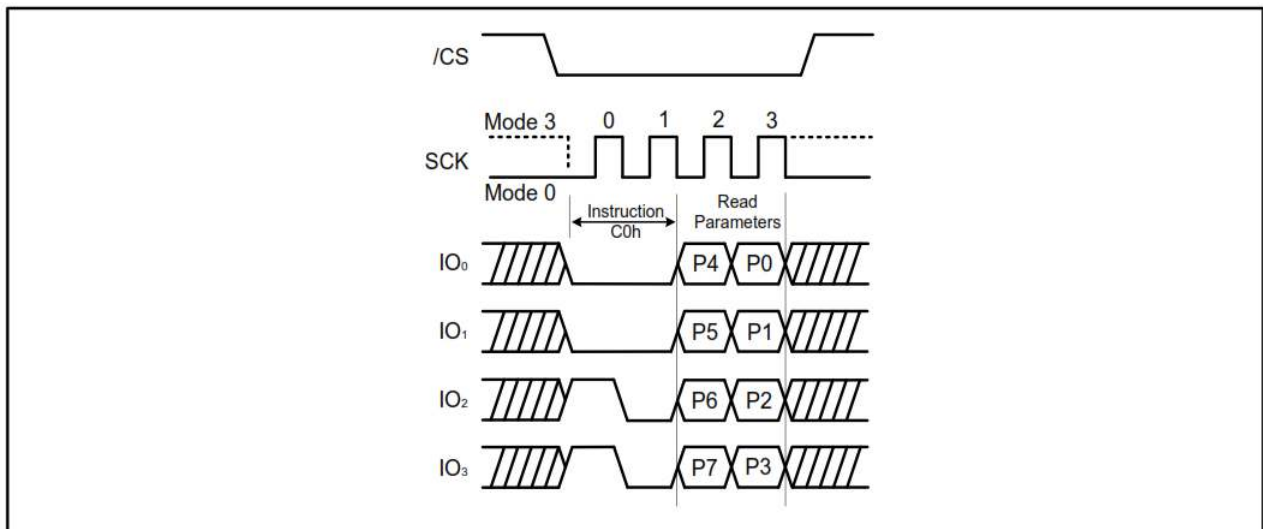 /CS
Mode 3
0 1 2 3
SCK
Mode 0
Instruction
C0h
Read
Parameters
IO₀
P4 P0
IO₁
P5 P1
IO₂
P6 P2
IO₃
P7 P3